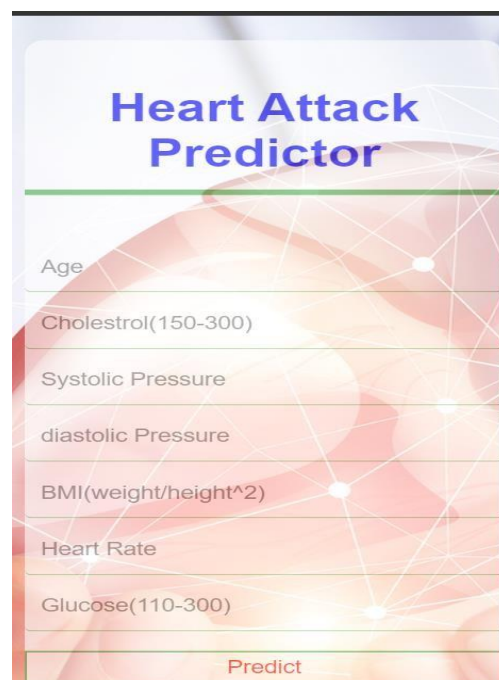 Heart Attack
Predictor
Age
Cholestrol(150-300)
Systolic Pressure
diastolic Pressure
BMI(weight/height^2)
Heart Rate
Glucose(110-300)
Predict